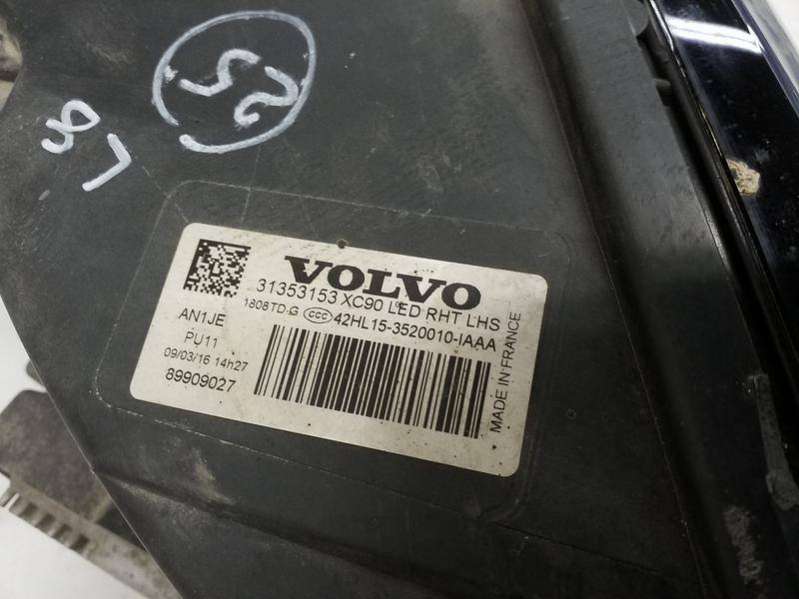 52
L8
VOLVO
31353153 XC90 LED RHT LHS
1808TD.G CCC 42HL15-3520010-IAAA
AN1JE
PU11
09/03/16 14h27
89909027
MADE IN FRANCE